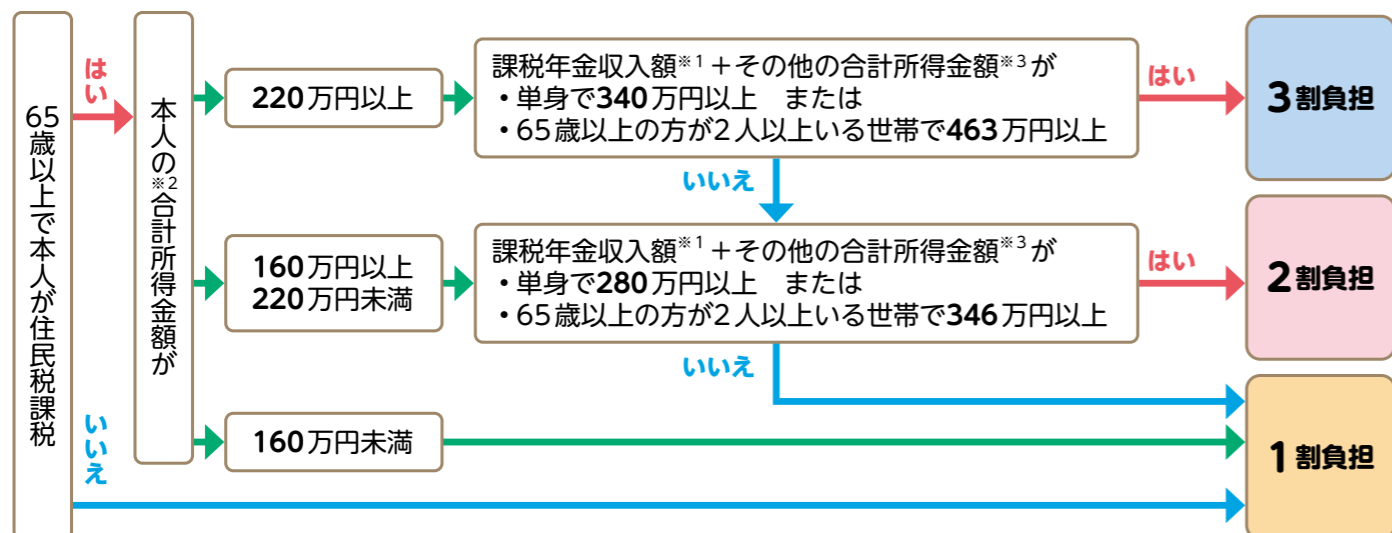 65歳以上で本人が住民税課税
はい
いいえ
本人の※2合計所得金額が
220万円以上
課税年金収入額※1+その他の合計所得金額※3が
・単身で340万円以上 または
・65歳以上の方が2人以上いる世帯で463万円以上
はい
3割負担
いいえ
160万円以上
220万円未満
課税年金収入額※1+その他の合計所得金額※3が
・単身で280万円以上 または
・65歳以上の方が2人以上いる世帯で346万円以上
はい
2割負担
いいえ
160万円未満
1割負担